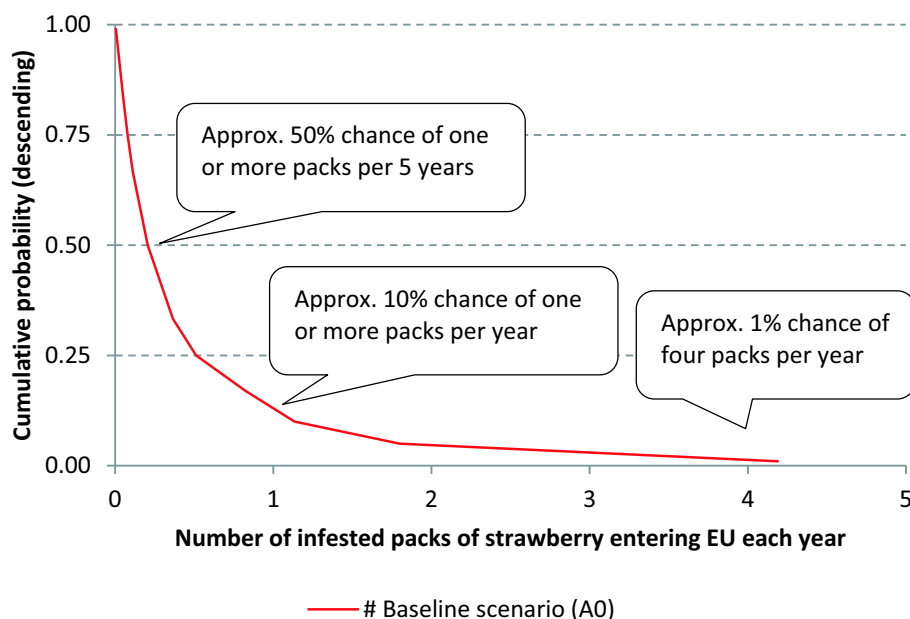 1.00
0.75
0.50
0.25
0.00
Cumulative probability (descending)
Approx. 50% chance of one
or more packs per 5 years
Approx. 10% chance of one
or more packs per year
Approx. 1% chance of
four packs per year
0 1 2 3 4 5
Number of infested packs of strawberry entering EU each year
# Baseline scenario (A0)